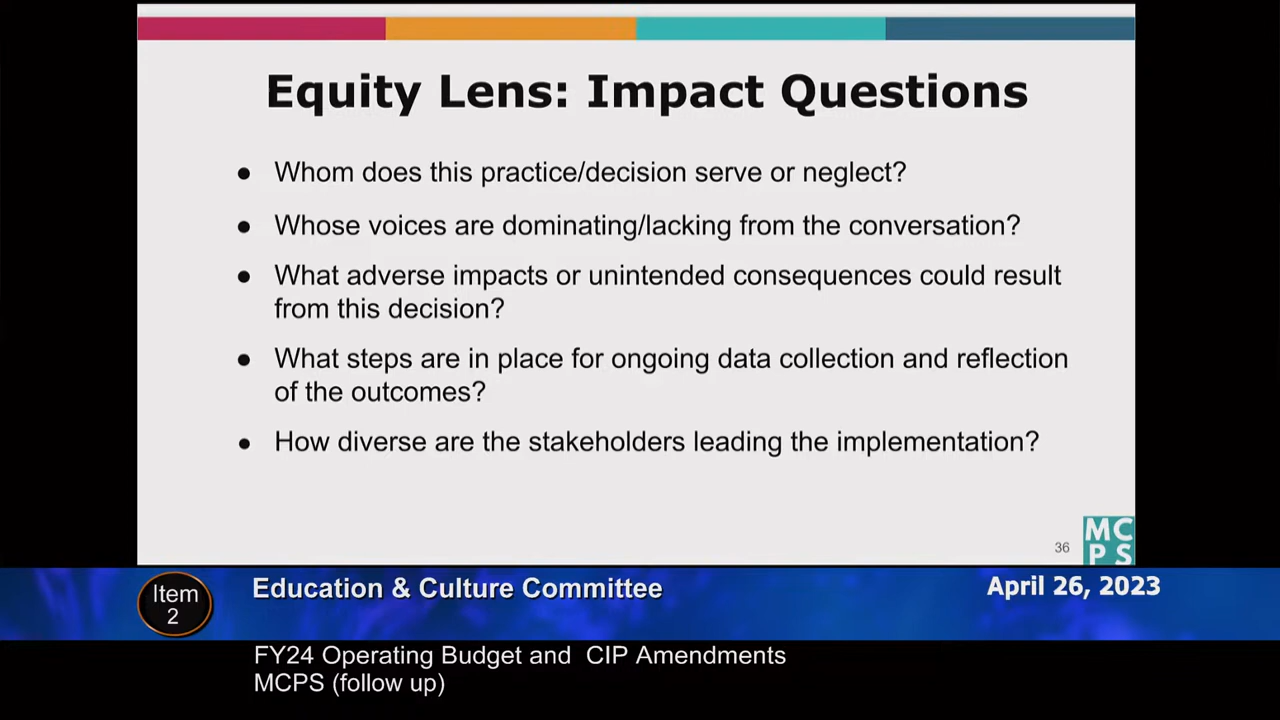 Equity Lens: Impact Questions
● Whom does this practice/decision serve or neglect?
● Whose voices are dominating/lacking from the conversation?
● What adverse impacts or unintended consequences could result
from this decision?
● What steps are in place for ongoing data collection and reflection
of the outcomes?
● How diverse are the stakeholders leading the implementation?
36
MC
PS
Item
2
Education & Culture Committee
April 26, 2023
FY24 Operating Budget and CIP Amendments
MCPS (follow up)